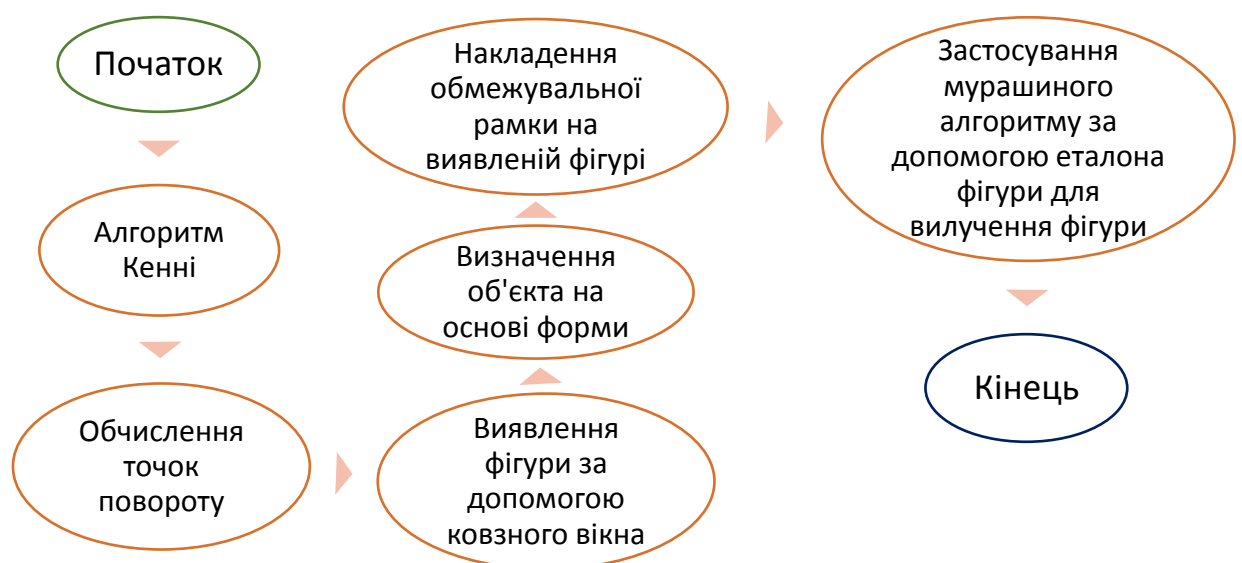 Початок
Алгоритм
Кенні
Обчислення
точок
повороту
Виявлення
фігури за
допомогою
ковзного вікна
Визначення
об'єкта на
основі форми
Накладення
обмежувальної
рамки на
виявленій фігурі
Застосування
мурашиного
алгоритму за
допомогою еталона
фігури для
вилучення фігури
Кінець